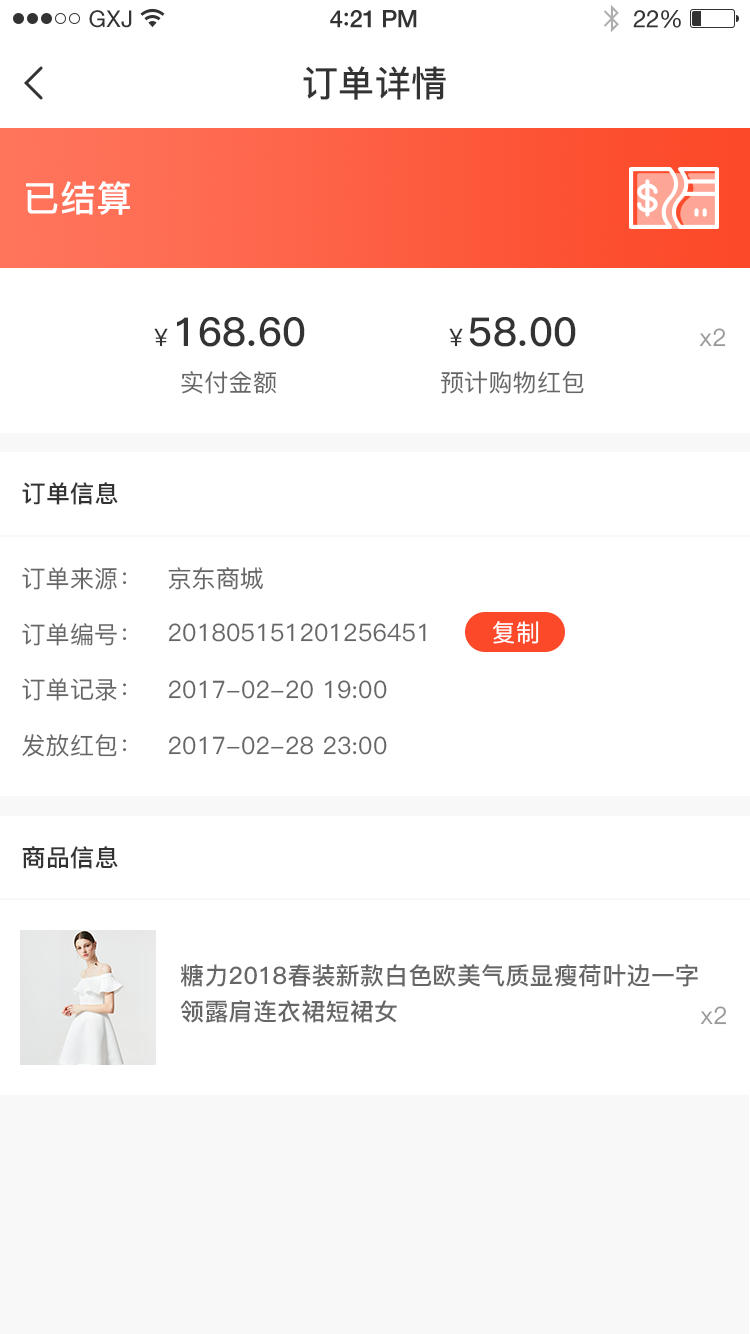 GXJ 4:21 PM 22%
订单详情
已结算
$
¥168.60 ¥58.00 x2
实付金额 预计购物红包
订单信息
订单来源: 京东商城
订单编号: 201805151201256451 复制
订单记录: 2017-02-20 19:00
发放红包: 2017-02-28 23:00
商品信息
糖力2018春装新款白色欧美气质显瘦荷叶边一字
领露肩连衣裙短裙女
x2